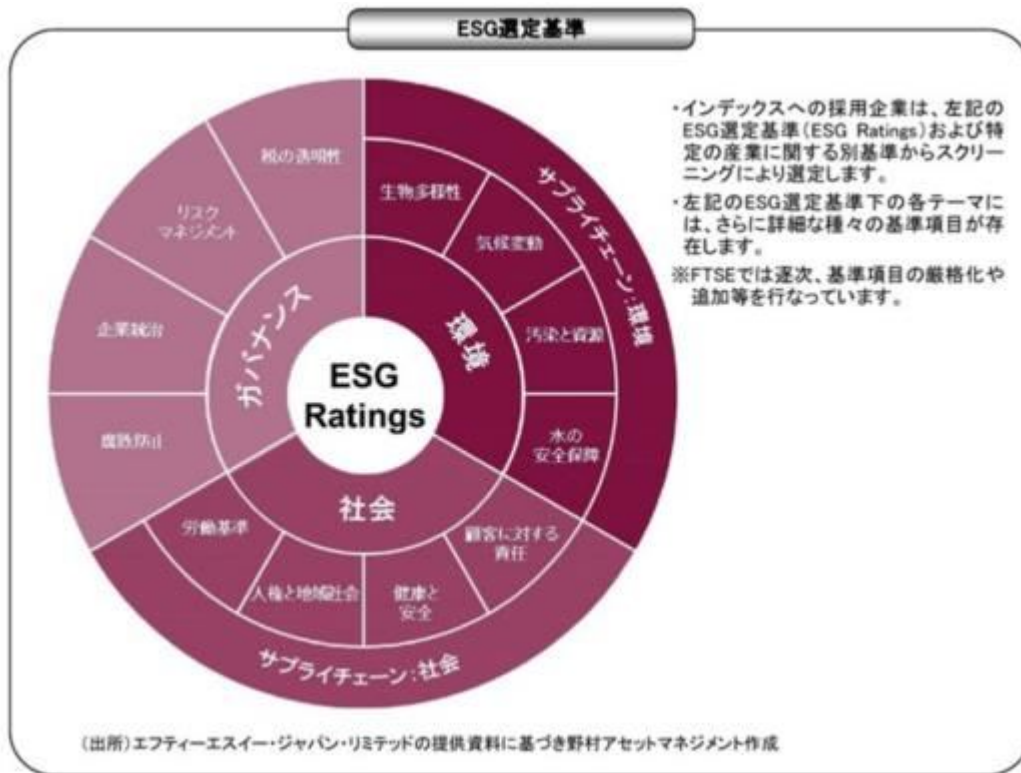 ESG選定基準
税の透明性
リスク
マネジメント
企業統治
腐敗防止
ガバナンス
生物多様性
気候変動
汚染と資源
水の
安全保障
環境
サプライチェーン:環境
ESG
Ratings
社会
労働基準
人権と地域社会
健康と
安全
顧客に対する
責任
サプライチェーン:社会
・インデックスへの採用企業は、左記の
ESG選定基準(ESG Ratings)および特
定の産業に関する別基準からスクリー
ニングにより選定します。
・左記のESG選定基準下の各テーマに
は、さらに詳細な種々の基準項目が存
在します。
※FTSEでは逐次、基準項目の厳格化や
追加等を行なっています。
(出所)エフティーエスイー・ジャパン・リミテッドの提供資料に基づき野村アセットマネジメント作成